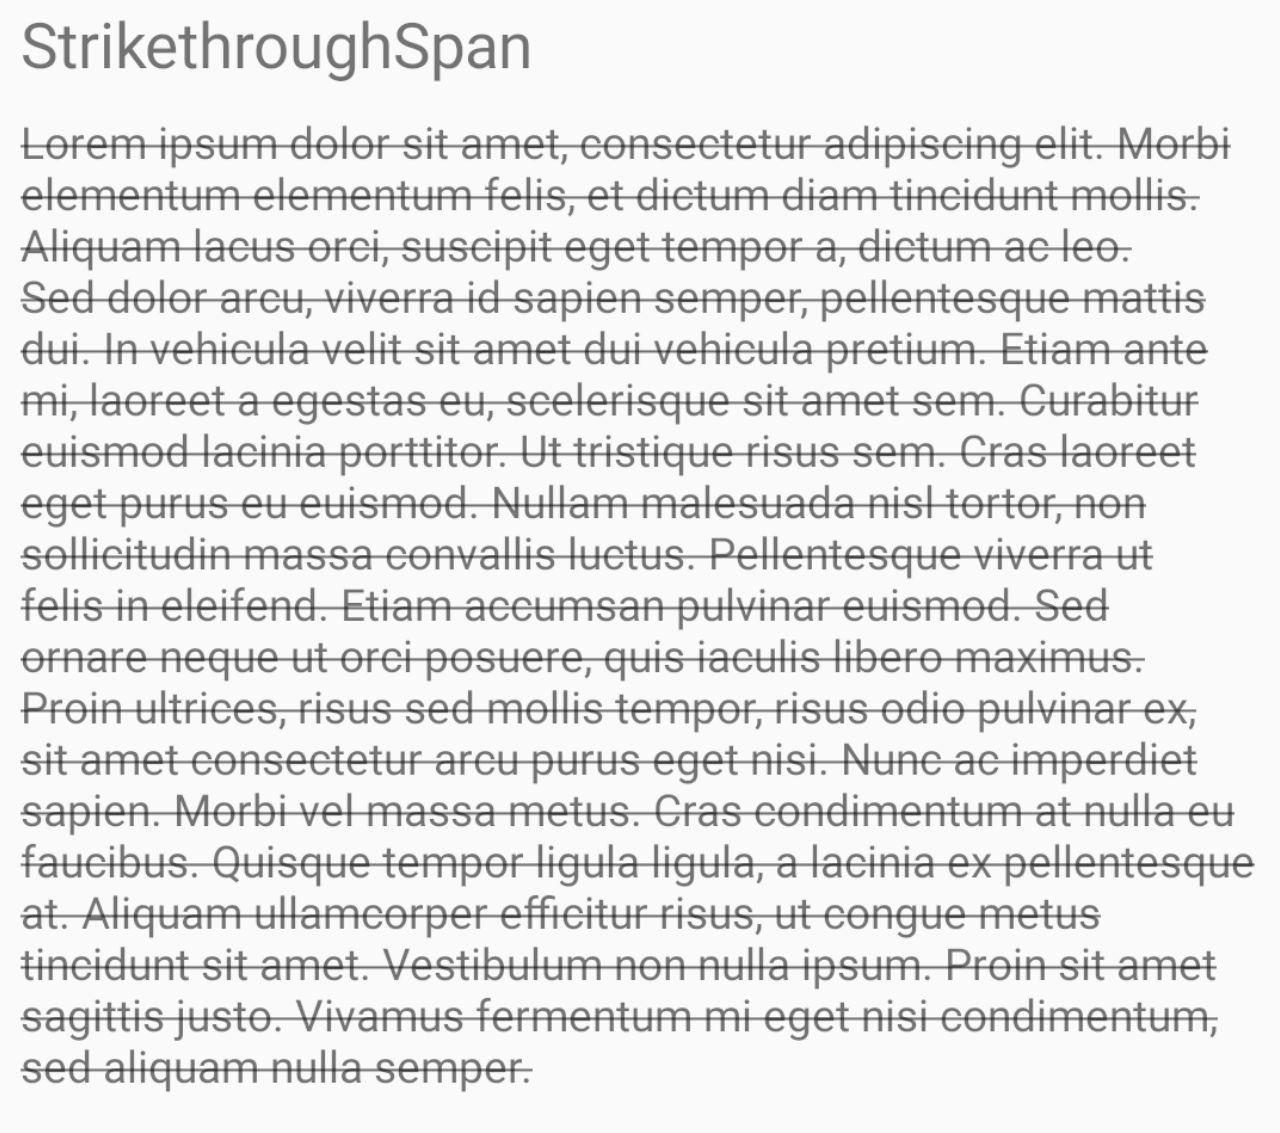 StrikethroughSpan
Lorem ipsum dolor sit amet, consectetur adipiscing elit. Morbi
elementum elementum felis, et dictum diam tincidunt mollis.
Aliquam lacus orci, suscipit eget tempor a, dictum ac leo.
Sed dolor arcu, viverra id sapien semper, pellentesque mattis
dui. In vehicula velit sit amet dui vehicula pretium. Etiam ante
mi, laoreet a egestas eu, scelerisque sit amet sem. Curabitur
euismod lacinia porttitor. Ut tristique risus sem. Cras laoreet
eget purus eu euismod. Nullam malesuada nisl tortor, non
sollicitudin massa convallis luctus. Pellentesque viverra ut
felis in eleifend. Etiam accumsan pulvinar euismod. Sed
ornare neque ut orci posuere, quis iaculis libero maximus.
Proin ultrices, risus sed mollis tempor, risus odio pulvinar ex,
sit amet consectetur arcu purus eget nisi. Nunc ac imperdiet
sapien. Morbi vel massa metus. Cras condimentum at nulla eu
faucibus. Quisque tempor ligula ligula, a lacinia ex pellentesque
at. Aliquam ullamcorper efficitur risus, ut congue metus
tincidunt sit amet. Vestibulum non nulla ipsum. Proin sit amet
sagittis justo. Vivamus fermentum mi eget nisi condimentum,
sed aliquam nulla semper.